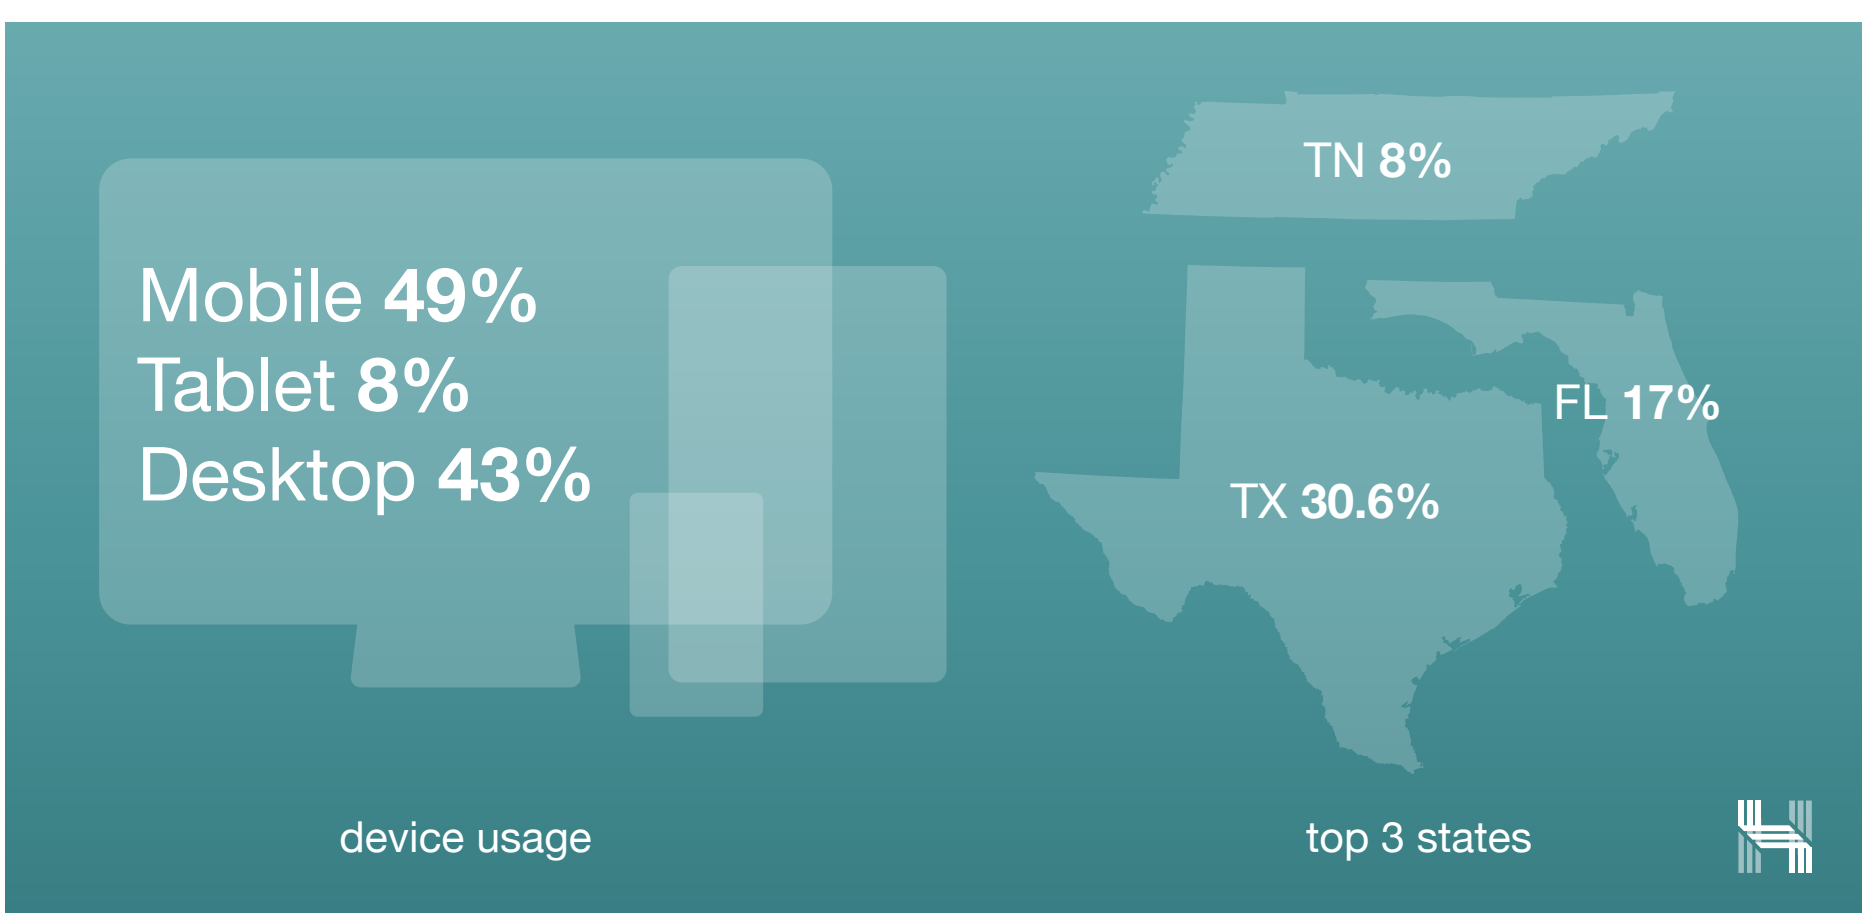 Mobile 49%
Tablet 8%
Desktop 43%
device usage
TN 8%
FL 17%
TX 30.6%
top 3 states